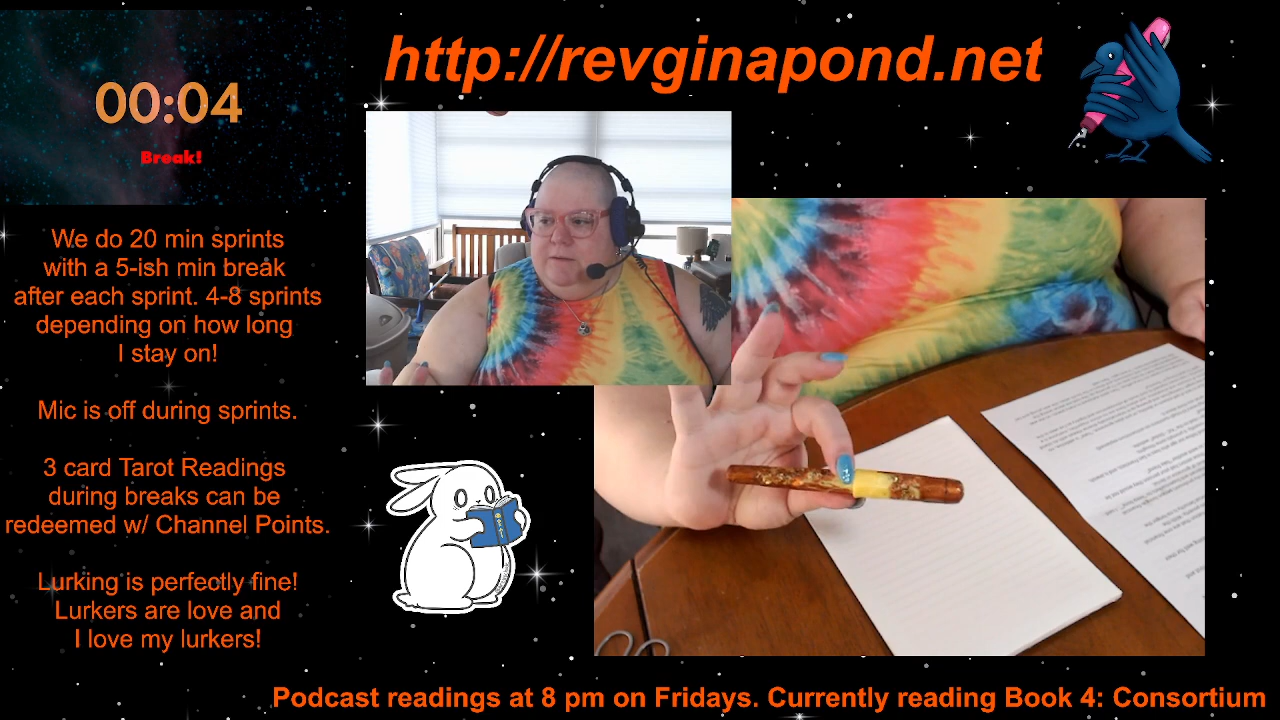 http://revginapond.net
00:04
Break!
We do 20 min sprints
with a 5-ish min break
after each sprint. 4-8 sprints
depending on how long
I stay on!
Mic is off during sprints.
3 card Tarot Readings
during breaks can be
redeemed w/ Channel Points.
Lurking is perfectly fine!
Lurkers are love and
I love my lurkers!
Podcast readings at 8 pm on Fridays. Currently reading Book 4: Consortium